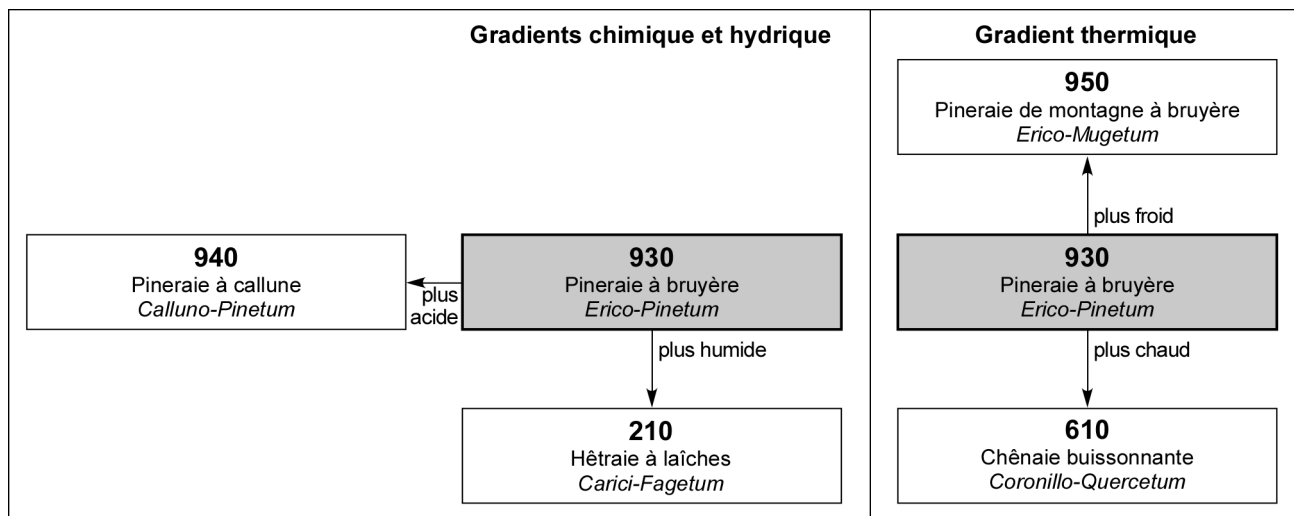 Gradients chimique et hydrique
940
Pineraie à callune
Calluno-Pinetum
plus
acide
930
Pineraie à bruyère
Erico-Pinetum
plus humide
210
Hêtraie à laîches
Carici-Fagetum
Gradient thermique
950
Pineraie de montagne à bruyère
Erico-Mugetum
plus froid
930
Pineraie à bruyère
Erico-Pinetum
plus chaud
610
Chênaie buissonnante
Coronillo-Quercetum